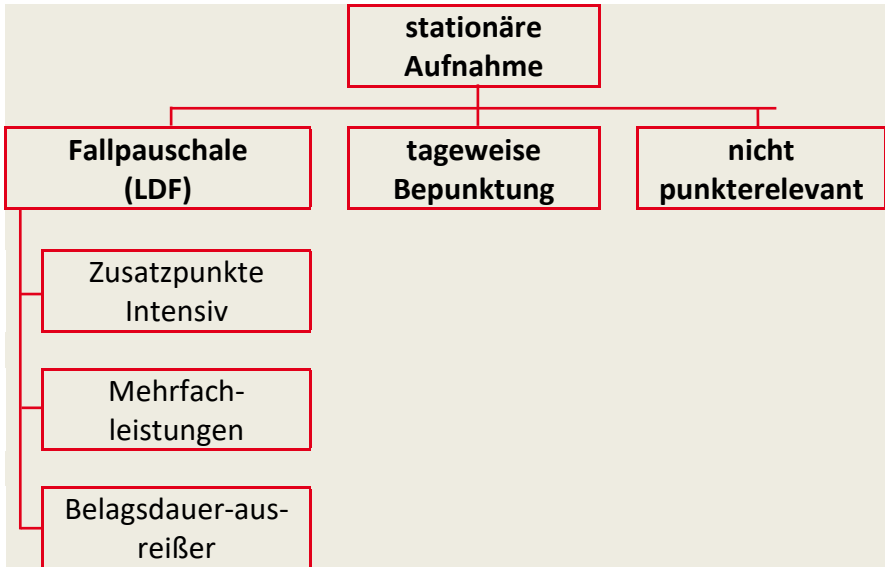 stationäre
Aufnahme
Fallpauschale
(LDF)
tageweise
Bepunktung
nicht
punkterelevant
Zusatzpunkte
Intensiv
Mehrfach-
leistungen
Belagsdauer-aus-
reißer